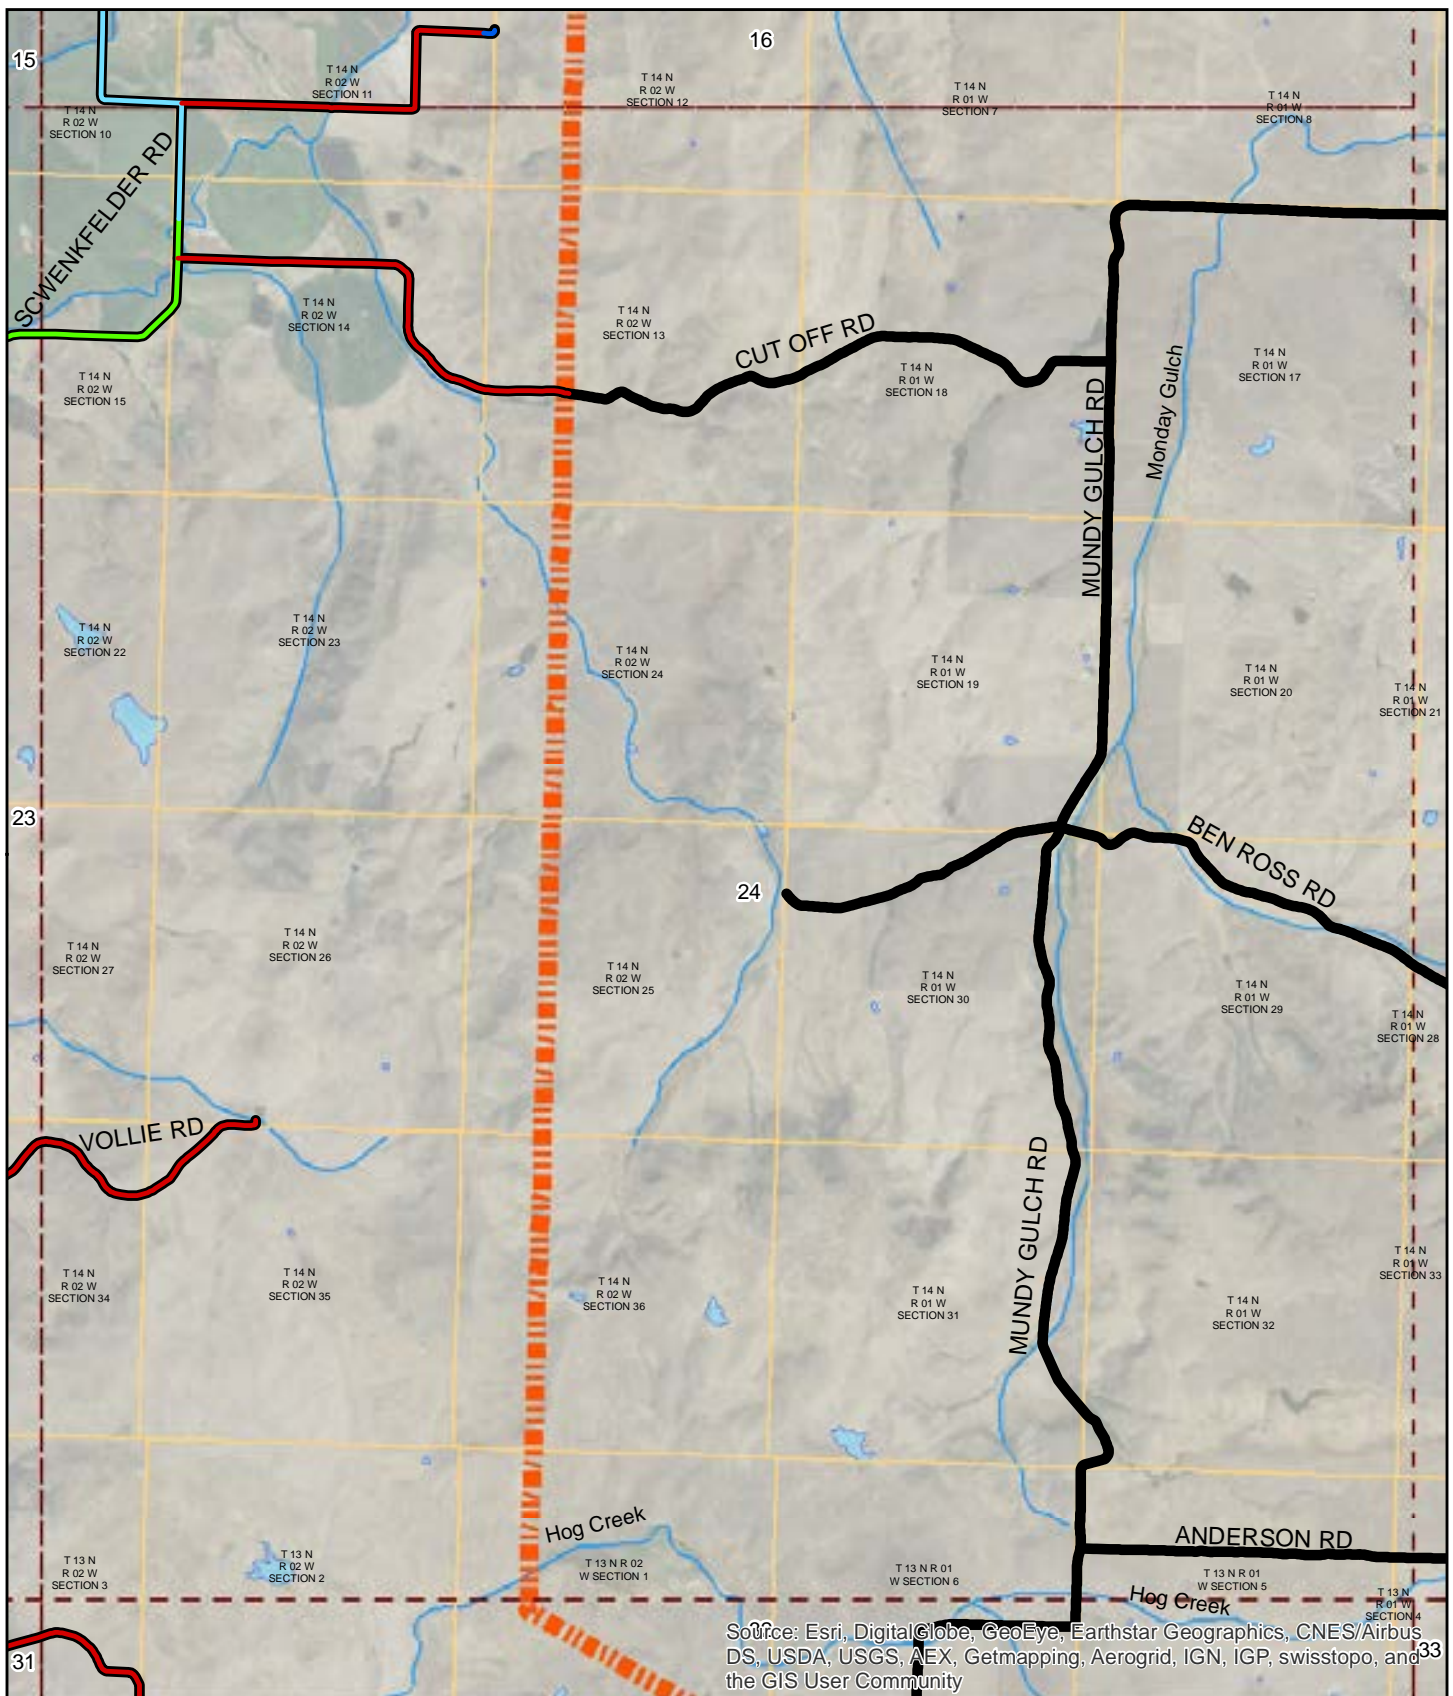 15
16
T 14 N
R 02 W
SECTION 11
T 14 N
R 02 W
SECTION 12
T 14 N
R 01 W
SECTION 7
T 14 N
R 01 W
SECTION 8
T 14 N
R 02 W
SECTION 10
SCWENKFELDER RD
T 14 N
R 02 W
SECTION 14
T 14 N
R 02 W
SECTION 13
CUT OFF RD
T 14 N
R 01 W
SECTION 18
MUNDY GULCH RD
Monday Gulch
T 14 N
R 01 W
SECTION 17
T 14 N
R 02 W
SECTION 15
T 14 N
R 02 W
SECTION 22
T 14 N
R 02 W
SECTION 23
T 14 N
R 02 W
SECTION 24
T 14 N
R 01 W
SECTION 19
T 14 N
R 01 W
SECTION 20
T 14 N
R 01 W
SECTION 21
23
24
BEN ROSS RD
T 14 N
R 02 W
SECTION 27
T 14 N
R 02 W
SECTION 26
T 14 N
R 02 W
SECTION 25
T 14 N
R 01 W
SECTION 30
T 14 N
R 01 W
SECTION 29
T 14 N
R 01 W
SECTION 28
VOLLIE RD
MUNDY GULCH RD
T 14 N
R 02 W
SECTION 34
T 14 N
R 02 W
SECTION 35
T 14 N
R 02 W
SECTION 36
T 14 N
R 01 W
SECTION 31
T 14 N
R 01 W
SECTION 32
T 14 N
R 01 W
SECTION 33
Hog Creek
ANDERSON RD
T 13 N
R 02 W
SECTION 3
T 13 N
R 02 W
SECTION 2
T 13 N R 02
W SECTION 1
T 13 N R 01
W SECTION 6
T 13 N R 01
W SECTION 5
T 13 N
R 01 W
SECTION 4
Hog Creek
31
33
Source: Esri, DigitalGlobe, GeoEye, Earthstar Geographics, CNES/Airbus
DS, USDA, USGS, AEX, Getmapping, Aerogrid, IGN, IGP, swisstopo, and
the GIS User Community